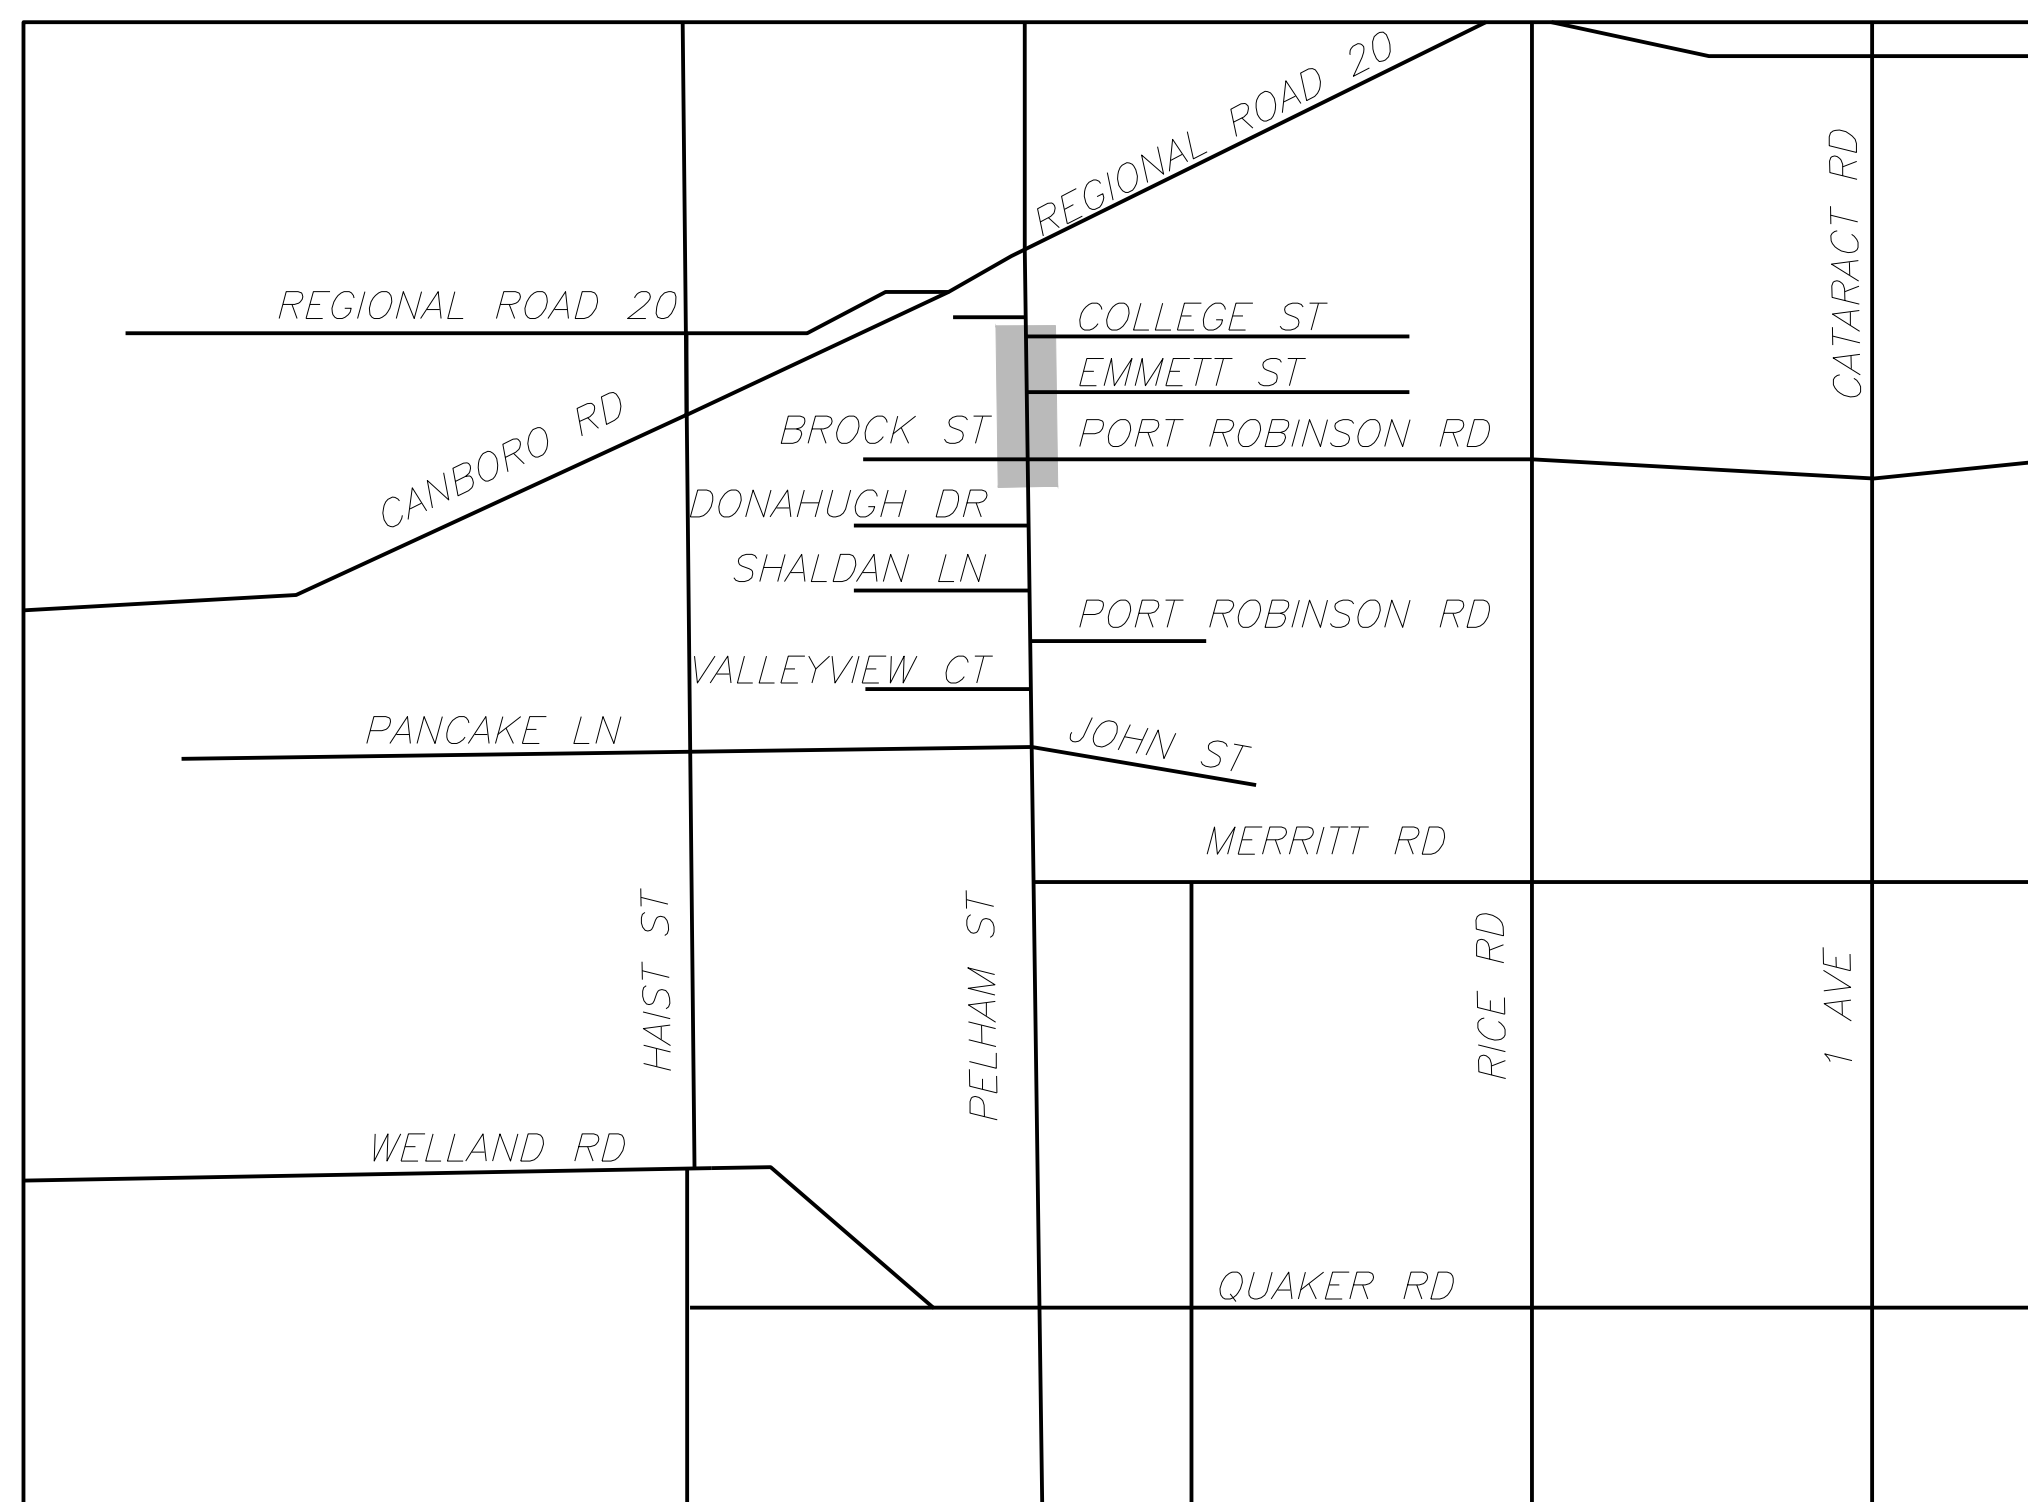 REGIONAL ROAD 20
CATARACT RD
REGIONAL ROAD 20
COLLEGE ST
EMMETT ST
CANBORO RD
BROCK ST
PORT ROBINSON RD
DONAHUGH DR
SHALDAN LN
PORT ROBINSON RD
VALLEYVIEW CT
PANCAKE LN
JOHN ST
MERRITT RD
HAIST ST
PELHAM ST
RICE RD
1 AVE
WELLAND RD
QUAKER RD